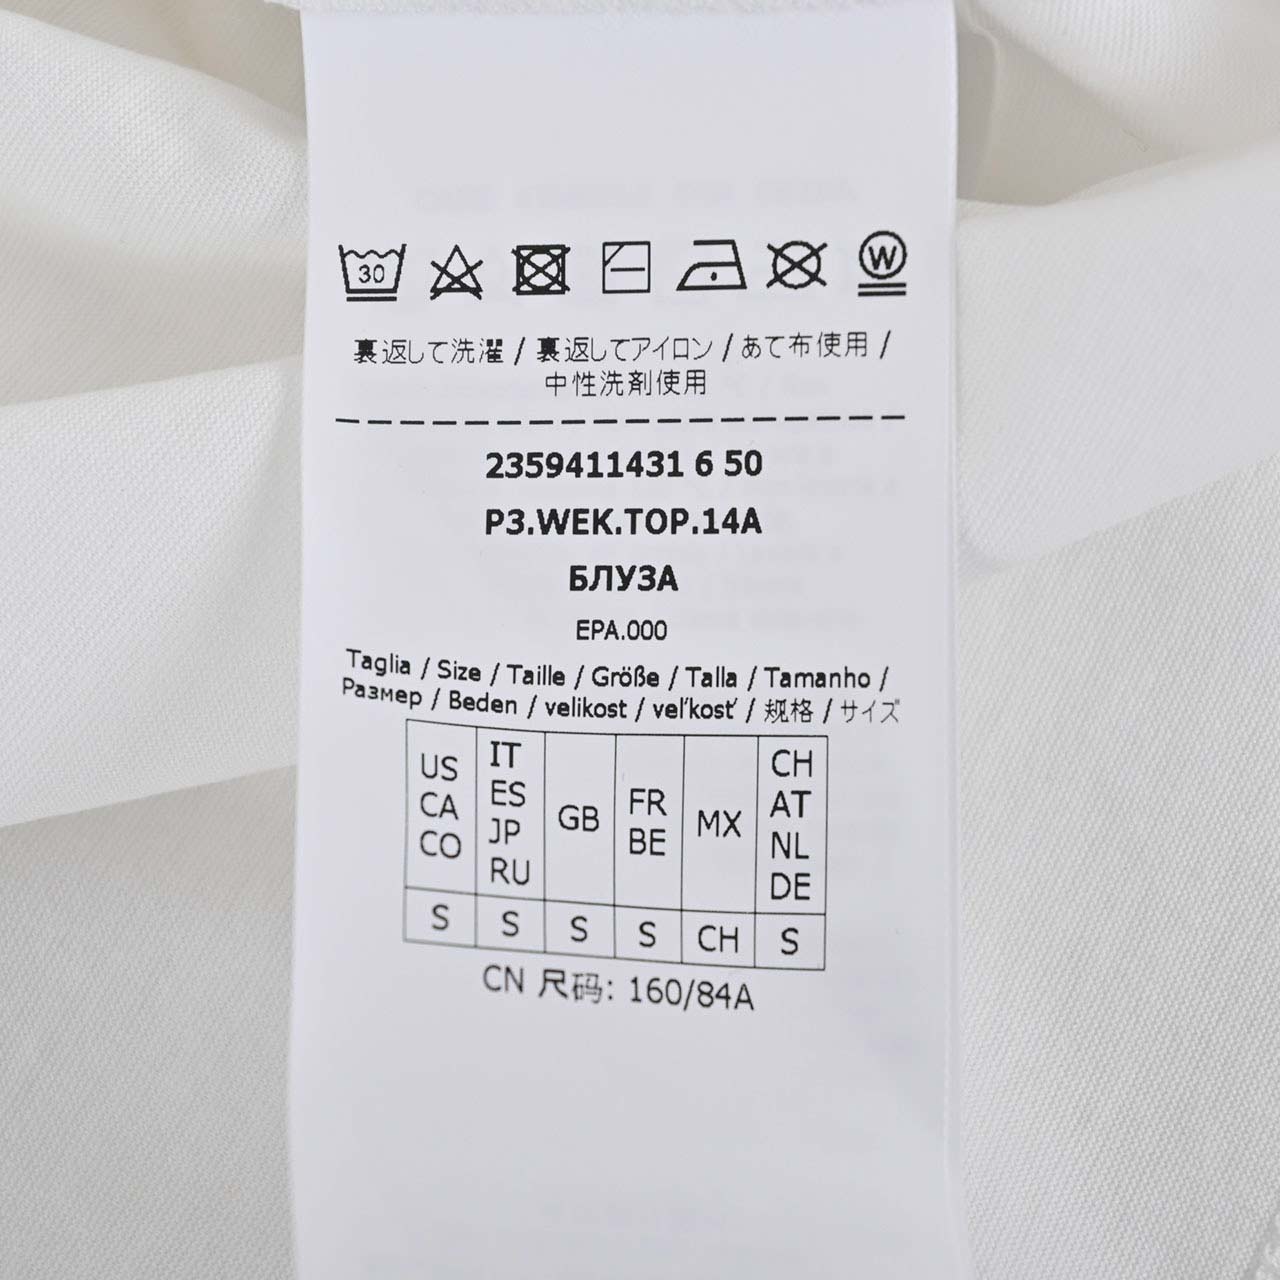 30 W
裏返して洗濯 / 裏返してアイロン / あて布使用 /
中性洗剤使用
2359411431 6 50
P3.WEK.TOP.14A
БЛУЗА
EPA.000
Taglia / Size / Taille / Größe / Talla / Tamanho /
Размер / Beden / velikost / veľkosť / 规格 / サイズ
US CA CO IT ES JP RU GB FR BE MX CH AT NL DE
S S S S CH S
CN 尺码: 160/84A